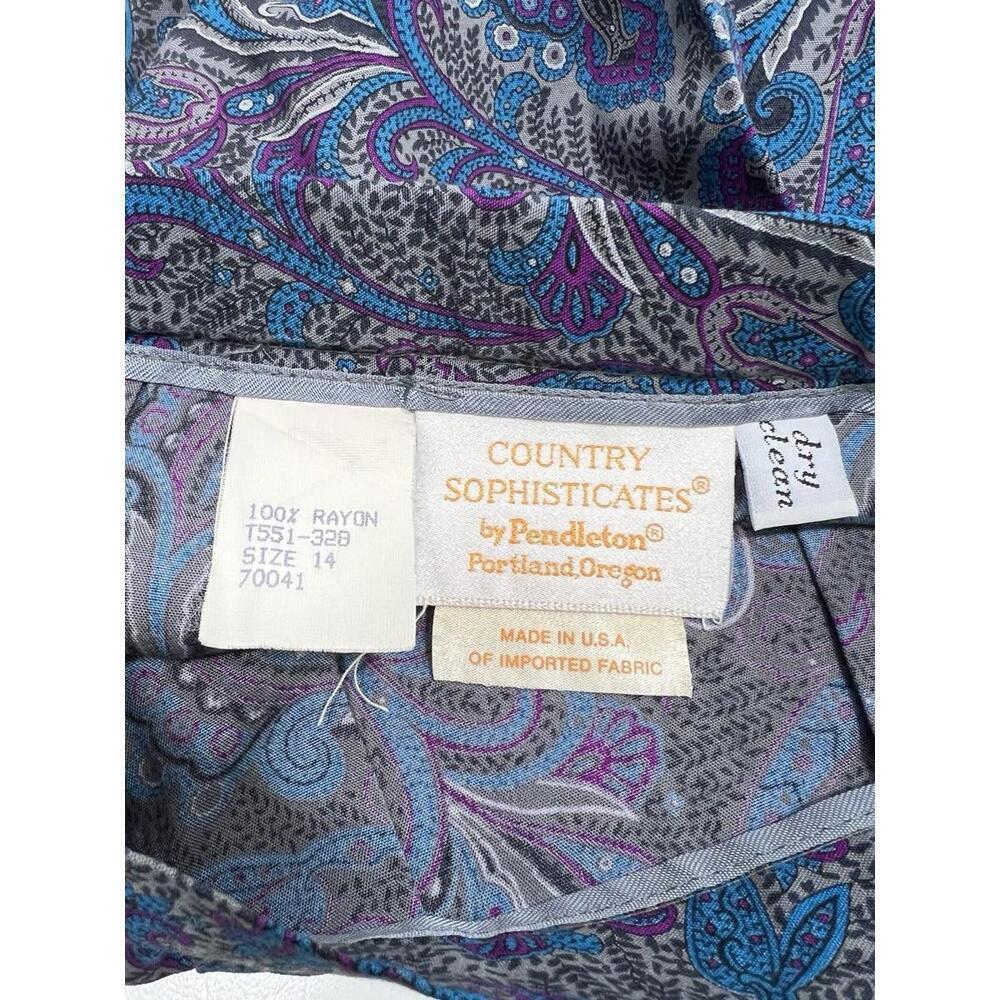 100% RAYON
T551-328
SIZE 14
70041
COUNTRY
SOPHISTICATES®
by Pendleton®
Portland, Oregon
MADE IN U.S.A.
OF IMPORTED FABRIC
dry
clean